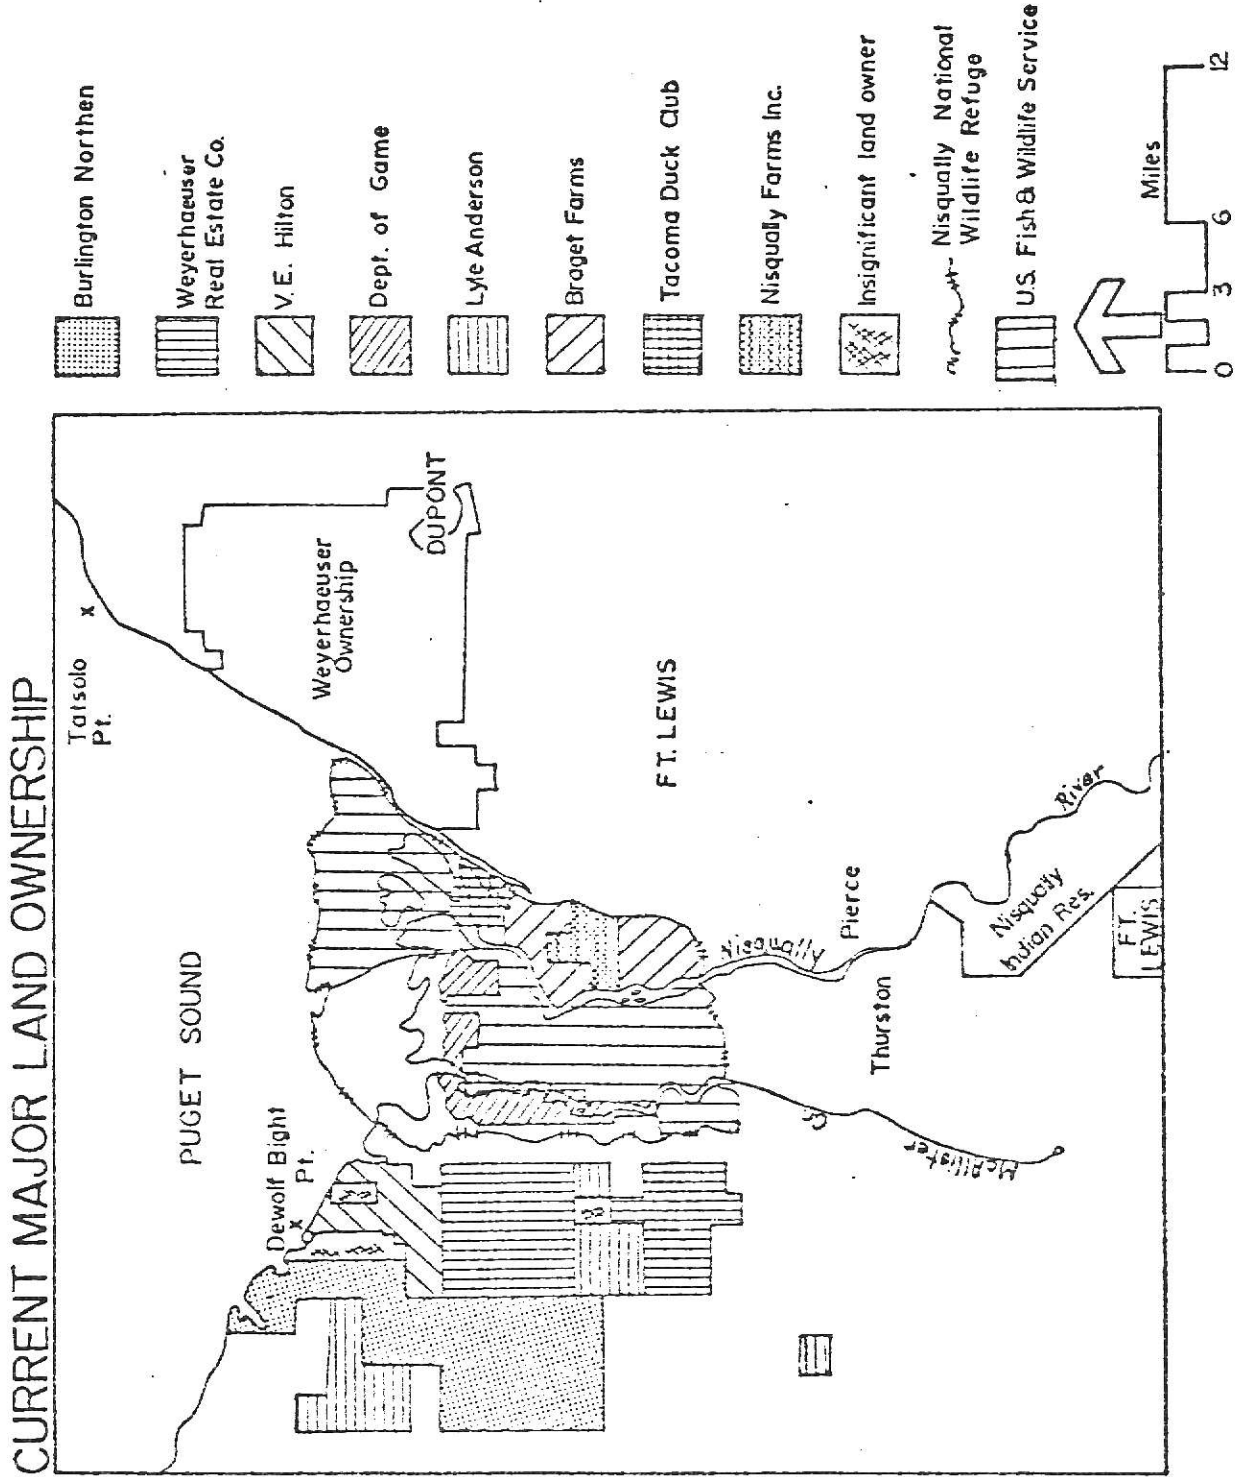 CURRENT MAJOR LAND OWNERSHIP
Tatsolo
Pt.
x
PUGET SOUND
Dewolf Bight
Pt.
x
Weyerhaeuser
Ownership
DUPONT
FT. LEWIS
Nisqually
River
Pierce
Thurston
Nisqually
Indian Res.
FT.
LEWIS
McAllister
Burlington Northen
Weyerhaeuser
Real Estate Co.
V.E. Hilton
Dept. of Game
Lyle Anderson
Braget Farms
Tacoma Duck Club
Nisqually Farms Inc.
Insignificant land owner
Nisqually National
Wildlife Refuge
U.S. Fish & Wildlife Service
Miles
0 3 6 12